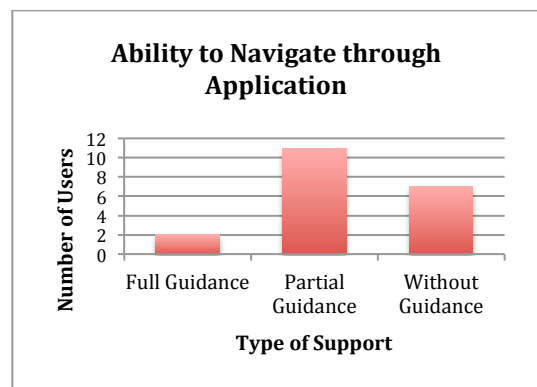 Ability to Navigate through
Application
Number of Users
12
10
8
6
4
2
0
Full Guidance
Partial
Guidance
Without
Guidance
Type of Support